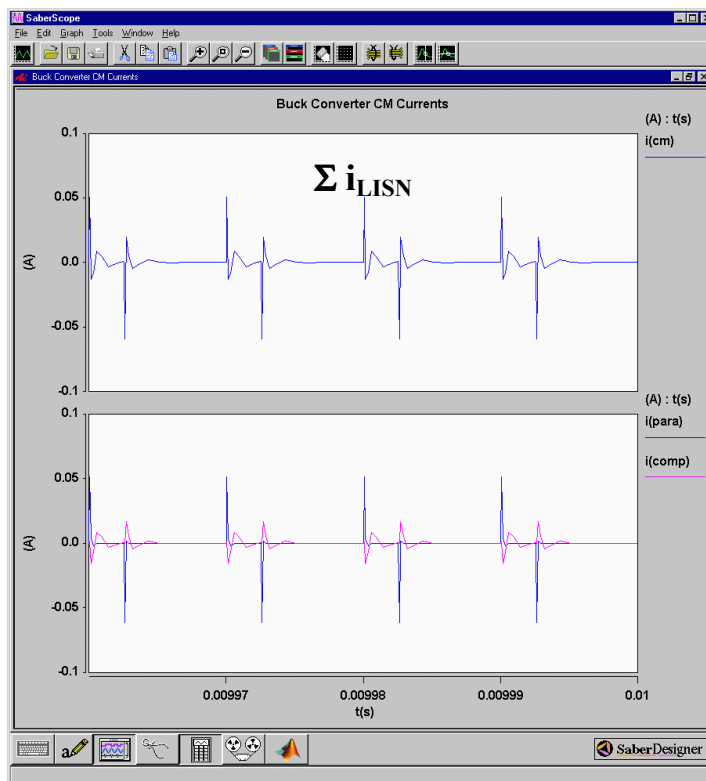 SaberScope
File Edit Graph Tools Window Help
Buck Converter CM Currents
Buck Converter CM Currents
(A) : t(s)
i(cm)
0.1
0.05
0.0
-0.05
-0.1
(A)
Σ iLISN
(A) : t(s)
i(para)
i(comp)
0.1
0.05
0.0
-0.05
-0.1
(A)
0.00997 0.00998 0.00999 0.01
t(s)
a
SaberDesigner